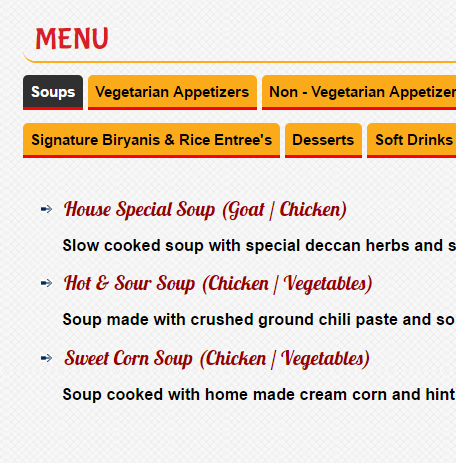 MENU
Soups Vegetarian Appetizers Non - Vegetarian Appetizer
Signature Biryanis & Rice Entree's Desserts Soft Drinks
House Special Soup (Goat / Chicken)
Slow cooked soup with special deccan herbs and s
Hot & Sour Soup (Chicken / Vegetables)
Soup made with crushed ground chili paste and so
Sweet Corn Soup (Chicken / Vegetables)
Soup cooked with home made cream corn and hint